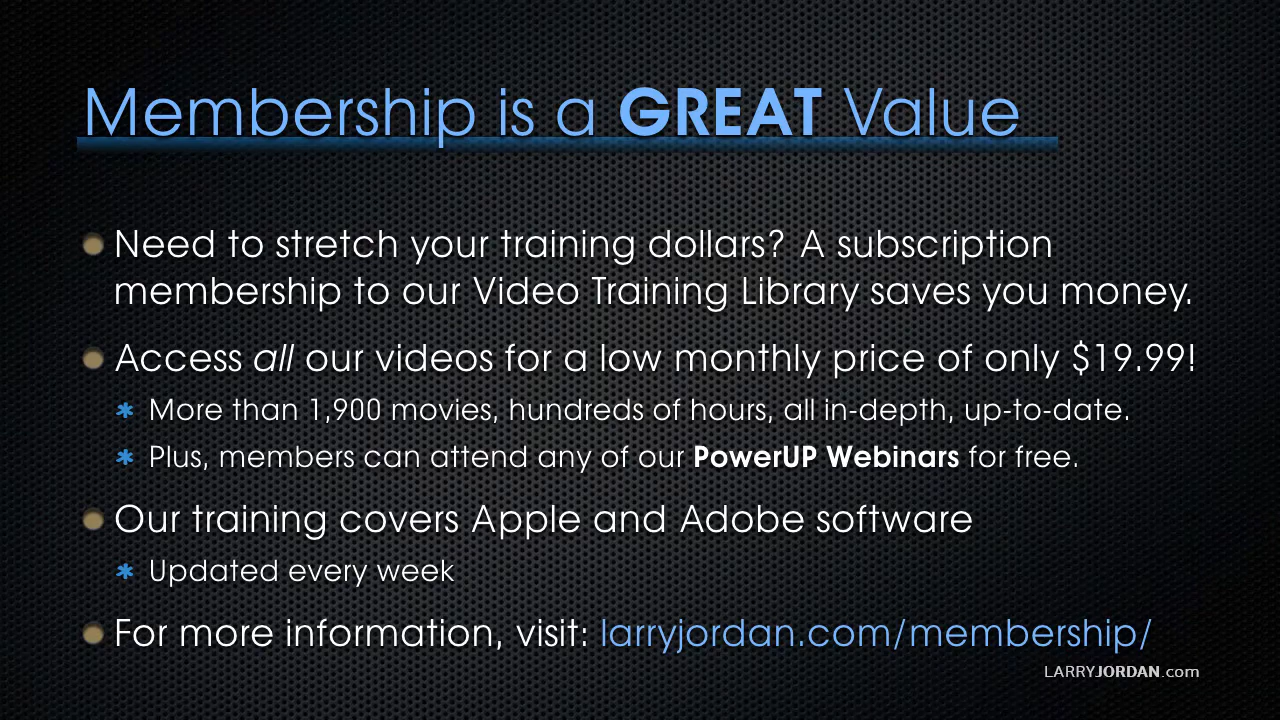 Membership is a GREAT Value
Need to stretch your training dollars? A subscription
membership to our Video Training Library saves you money.
Access all our videos for a low monthly price of only $19.99!
More than 1,900 movies, hundreds of hours, all in-depth, up-to-date.
Plus, members can attend any of our PowerUP Webinars for free.
Our training covers Apple and Adobe software
Updated every week
For more information, visit: larryjordan.com/membership/
LARRYJORDAN.com